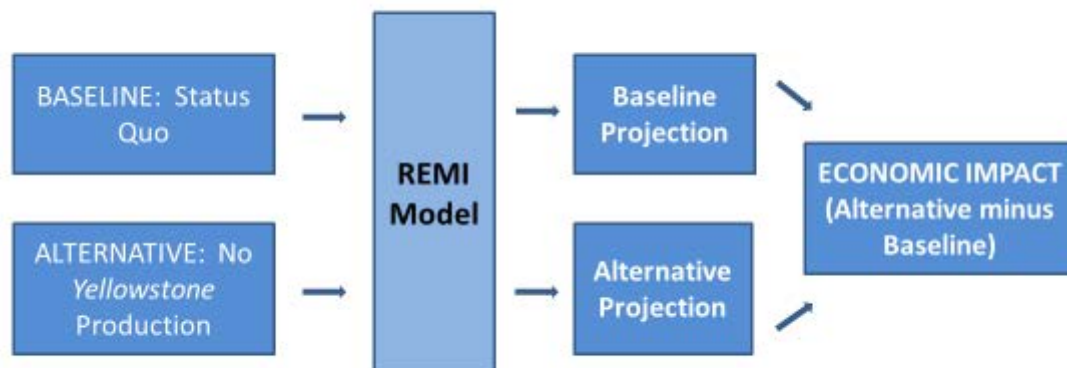 BASELINE: Status
Quo
ALTERNATIVE: No
Yellowstone
Production
REMI
Model
Baseline
Projection
Alternative
Projection
ECONOMIC IMPACT
(Alternative minus
Baseline)